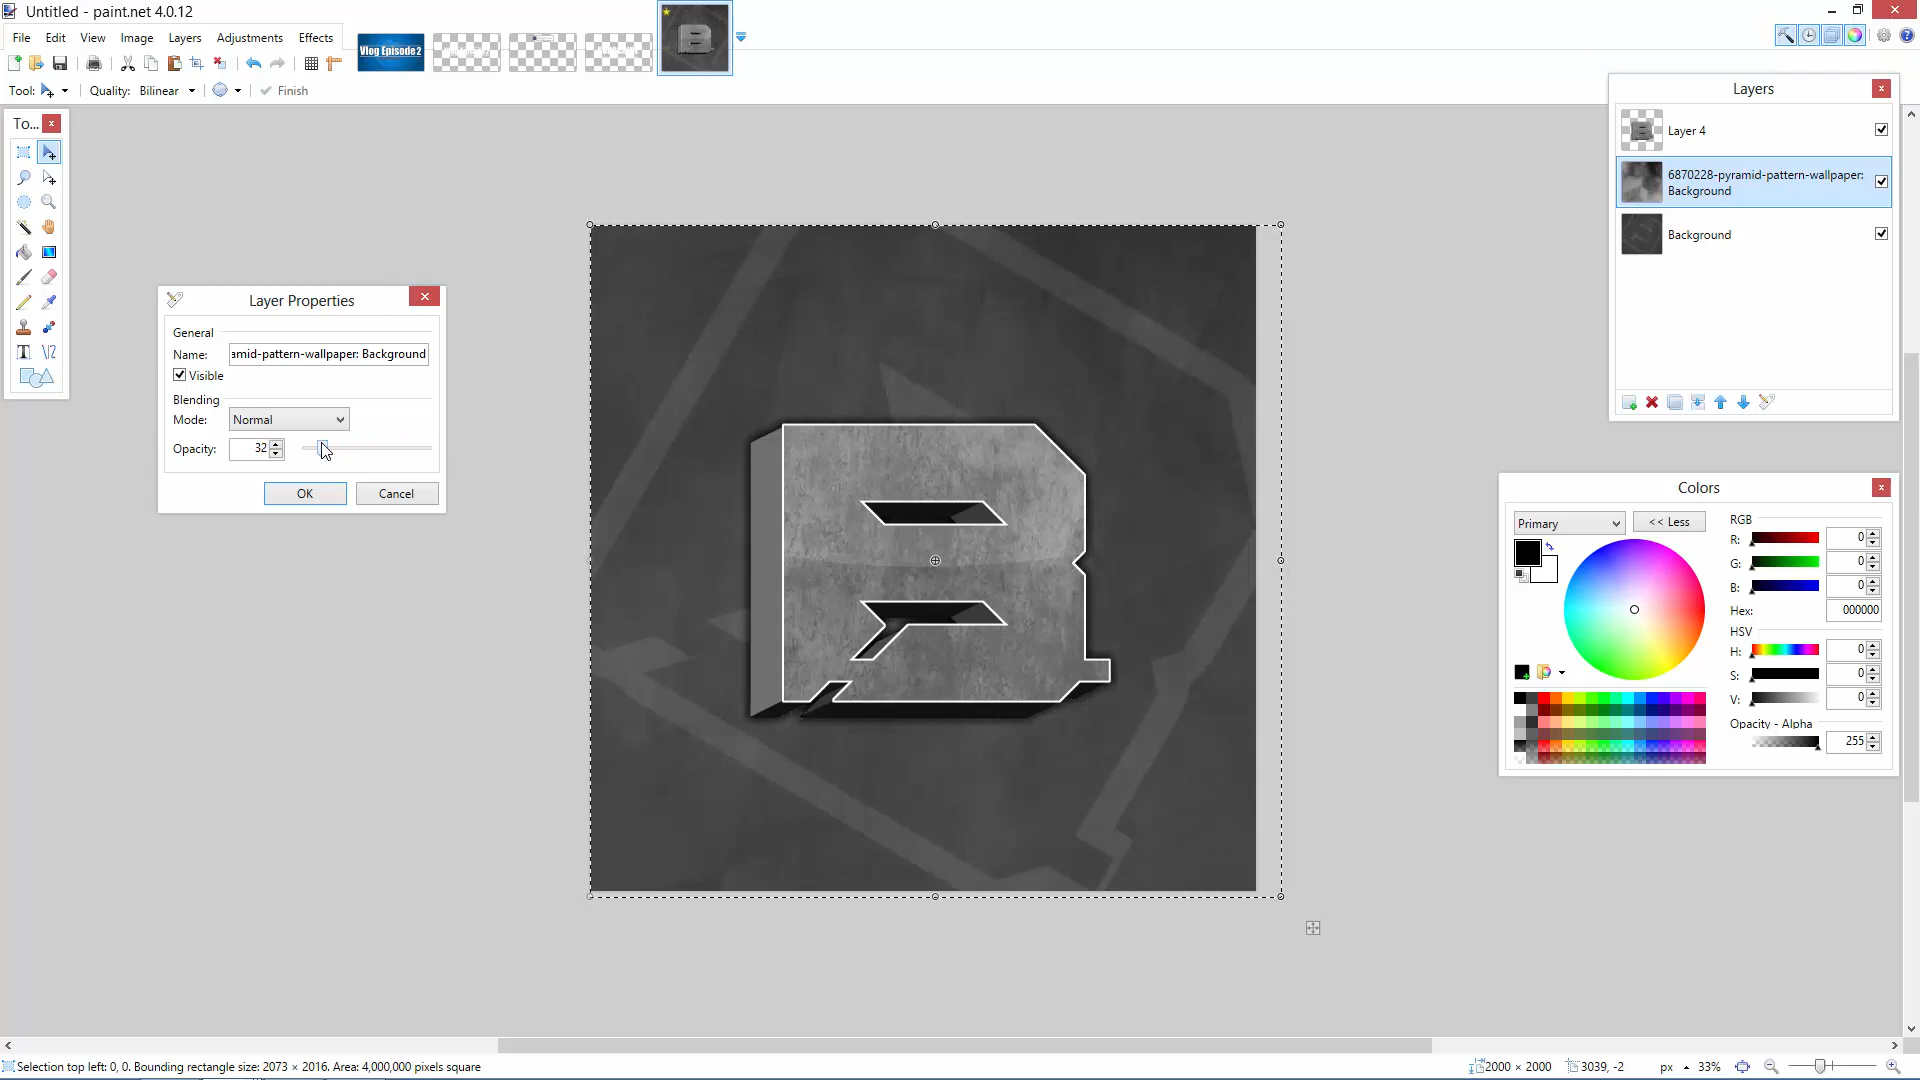 Untitled - paint.net 4.0.12
File Edit View Image Layers Adjustments Effects
Vlog Episode2
Tool: Quality: Bilinear Finish
To...
Layers
Layer 4
6870228-pyramid-pattern-wallpaper:
Background
Background
Layer Properties
General
Name: amid-pattern-wallpaper: Background
Visible
Blending
Mode: Normal
Opacity: 32
OK Cancel
Colors
Primary << Less
RGB
R: 0
G: 0
B: 0
Hex: 000000
HSV
H: 0
S: 0
V: 0
Opacity - Alpha
255
Selection top left: 0, 0. Bounding rectangle size: 2073 × 2016. Area: 4,000,000 pixels square
2000 × 2000 3039, -2 px 33%